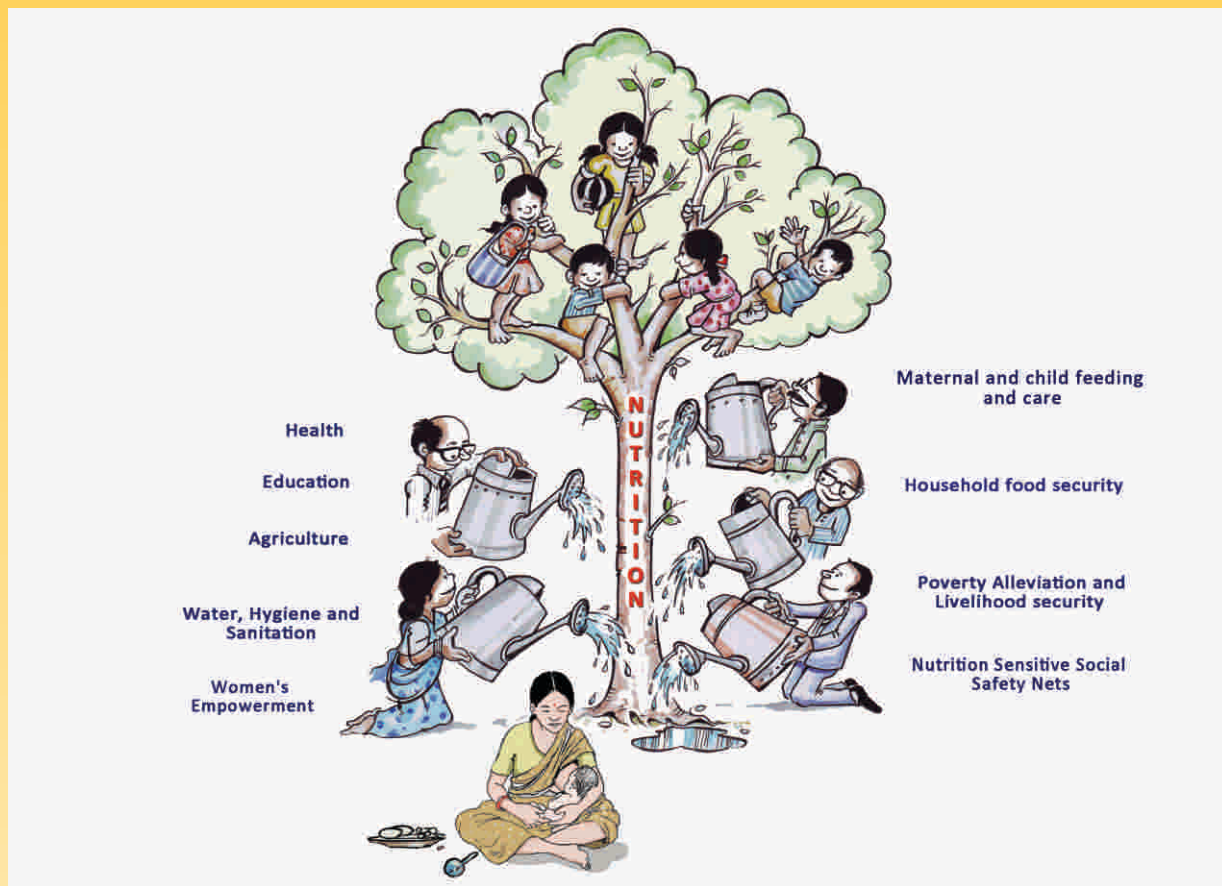 Health
Education
Agriculture
Water, Hygiene and
Sanitation
Women's
Empowerment
NUTRITION
Maternal and child feeding
and care
Household food security
Poverty Alleviation and
Livelihood security
Nutrition Sensitive Social
Safety Nets